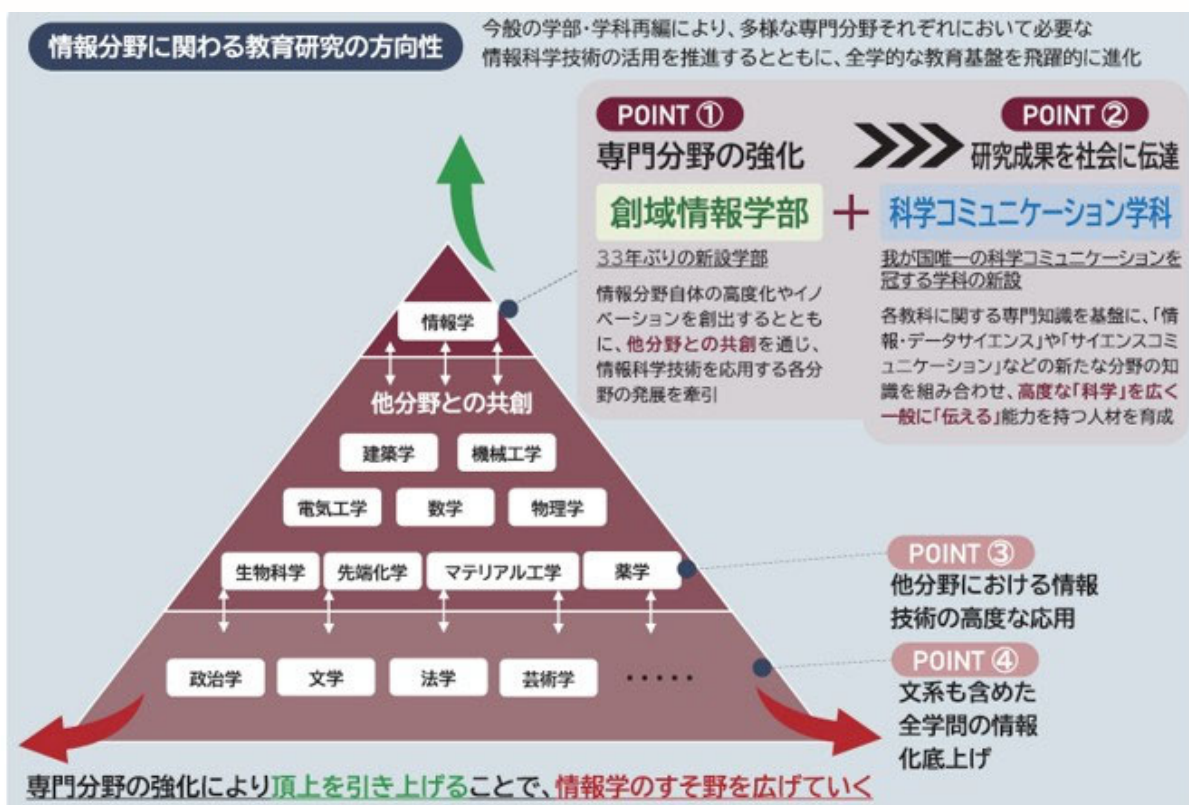 情報分野に関わる教育研究の方向性
今般の学部・学科再編により、多様な専門分野それぞれにおいて必要な
情報科学技術の活用を推進するとともに、全学的な教育基盤を飛躍的に進化
POINT ①
専門分野の強化
創域情報学部
33年ぶりの新設学部
情報分野自体の高度化やイノ
ベーションを創出するととも
に、他分野との共創を通じ、
情報科学技術を応用する各分
野の発展を牽引
+
POINT ②
研究成果を社会に伝達
科学コミュニケーション学科
我が国唯一の科学コミュニケーションを
冠する学科の新設
各教科に関する専門知識を基盤に、「情
報・データサイエンス」や「サイエンスコミ
ュニケーション」などの新たな分野の知
識を組み合わせ、高度な「科学」を広く
一般に「伝える」能力を持つ人材を育成
情報学
他分野との共創
建築学 機械工学
電気工学 数学 物理学
生物科学 先端化学 マテリアル工学 薬学
POINT ③
他分野における情報
技術の高度な応用
政治学 文学 法学 芸術学 ・・・・・
POINT ④
文系も含めた
全学問の情報
化底上げ
専門分野の強化により頂上を引き上げることで、情報学のすそ野を広げていく